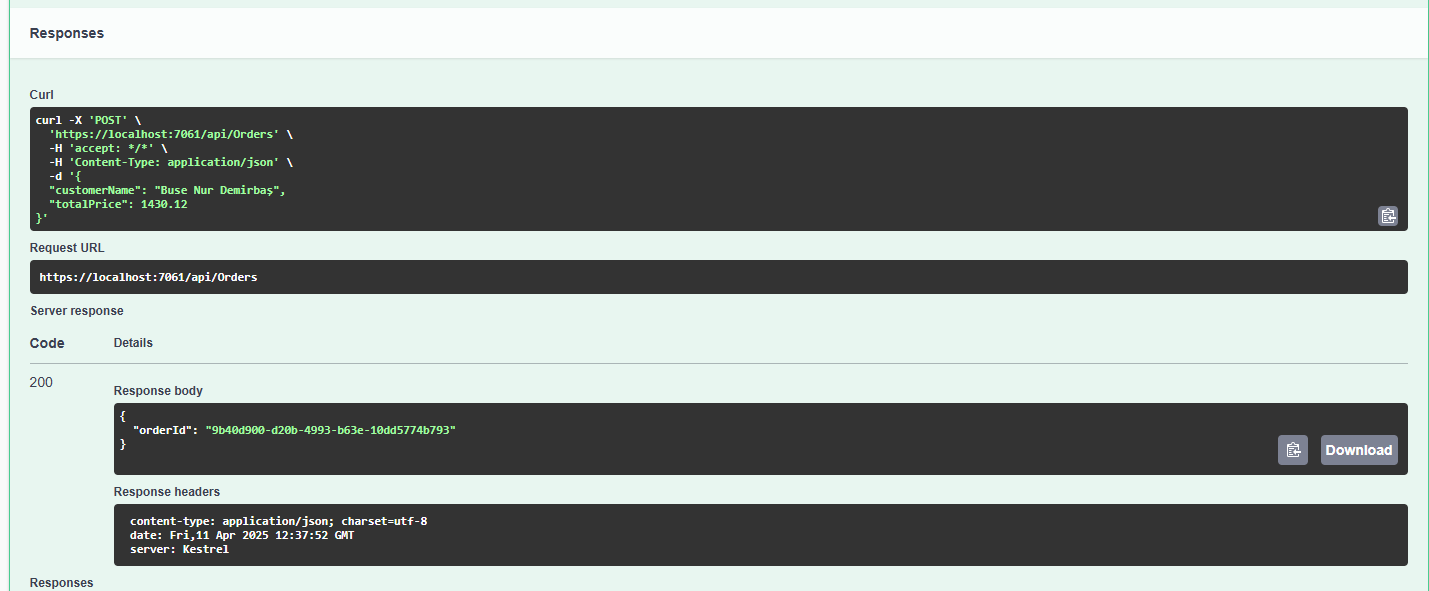 Responses
Curl
curl -X 'POST' \
'https://localhost:7061/api/Orders' \
-H 'accept: */*' \
-H 'Content-Type: application/json' \
-d '{
"customerName": "Buse Nur Demirbaş",
"totalPrice": 1430.12
}'
Request URL
https://localhost:7061/api/Orders
Server response
Code Details
200
Response body
{
"orderId": "9b40d900-d20b-4993-b63e-10dd5774b793"
}
Download
Response headers
content-type: application/json; charset=utf-8
date: Fri,11 Apr 2025 12:37:52 GMT
server: Kestrel
Responses